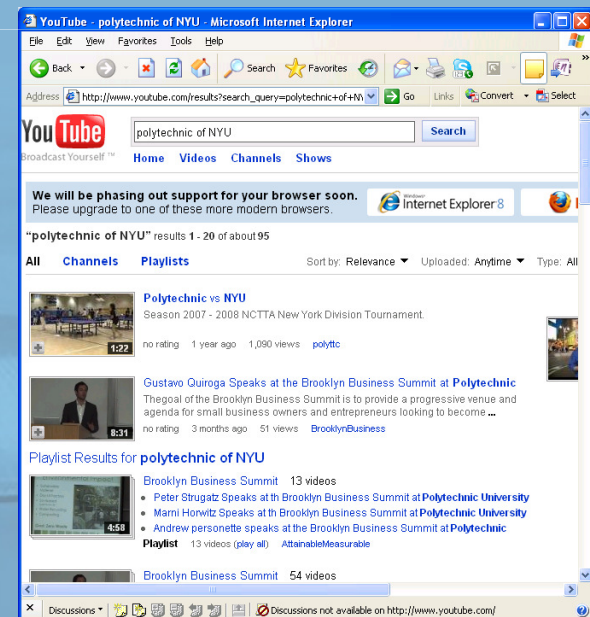 YouTube - polytechnic of NYU - Microsoft Internet Explorer
File Edit View Favorites Tools Help
Back Search Favorites »
Address http://www.youtube.com/results?search_query=polytechnic+of+N Go Links Convert Select
You Tube polytechnic of NYU Search
Broadcast Yourself ™ Home Videos Channels Shows
We will be phasing out support for your browser soon.
Please upgrade to one of these more modern browsers.
Windows Internet Explorer 8
"polytechnic of NYU" results 1 - 20 of about 95
All Channels Playlists Sort by: Relevance ▼ Uploaded: Anytime ▼ Type: All
Polytechnic vs NYU
Season 2007 - 2008 NCTTA New York Division Tournament.
1:22 no rating 1 year ago 1,090 views polyttc
Gustavo Quiroga Speaks at the Brooklyn Business Summit at Polytechnic
Thegoal of the Brooklyn Business Summit is to provide a progressive venue and
agenda for small business owners and entrepreneurs looking to become ...
8:31 no rating 3 months ago 51 views BrooklynBusiness
Playlist Results for polytechnic of NYU
Brooklyn Business Summit 13 videos
• Peter Strugatz Speaks at th Brooklyn Business Summit at Polytechnic University
• Marni Horwitz Speaks at th Brooklyn Business Summit at Polytechnic University
• Andrew personette speaks at the Brooklyn Business Summit at Polytechnic
4:58 Playlist 13 videos (play all) AttainableMeasurable
Brooklyn Business Summit 54 videos
× Discussions Discussions not available on http://www.youtube.com/